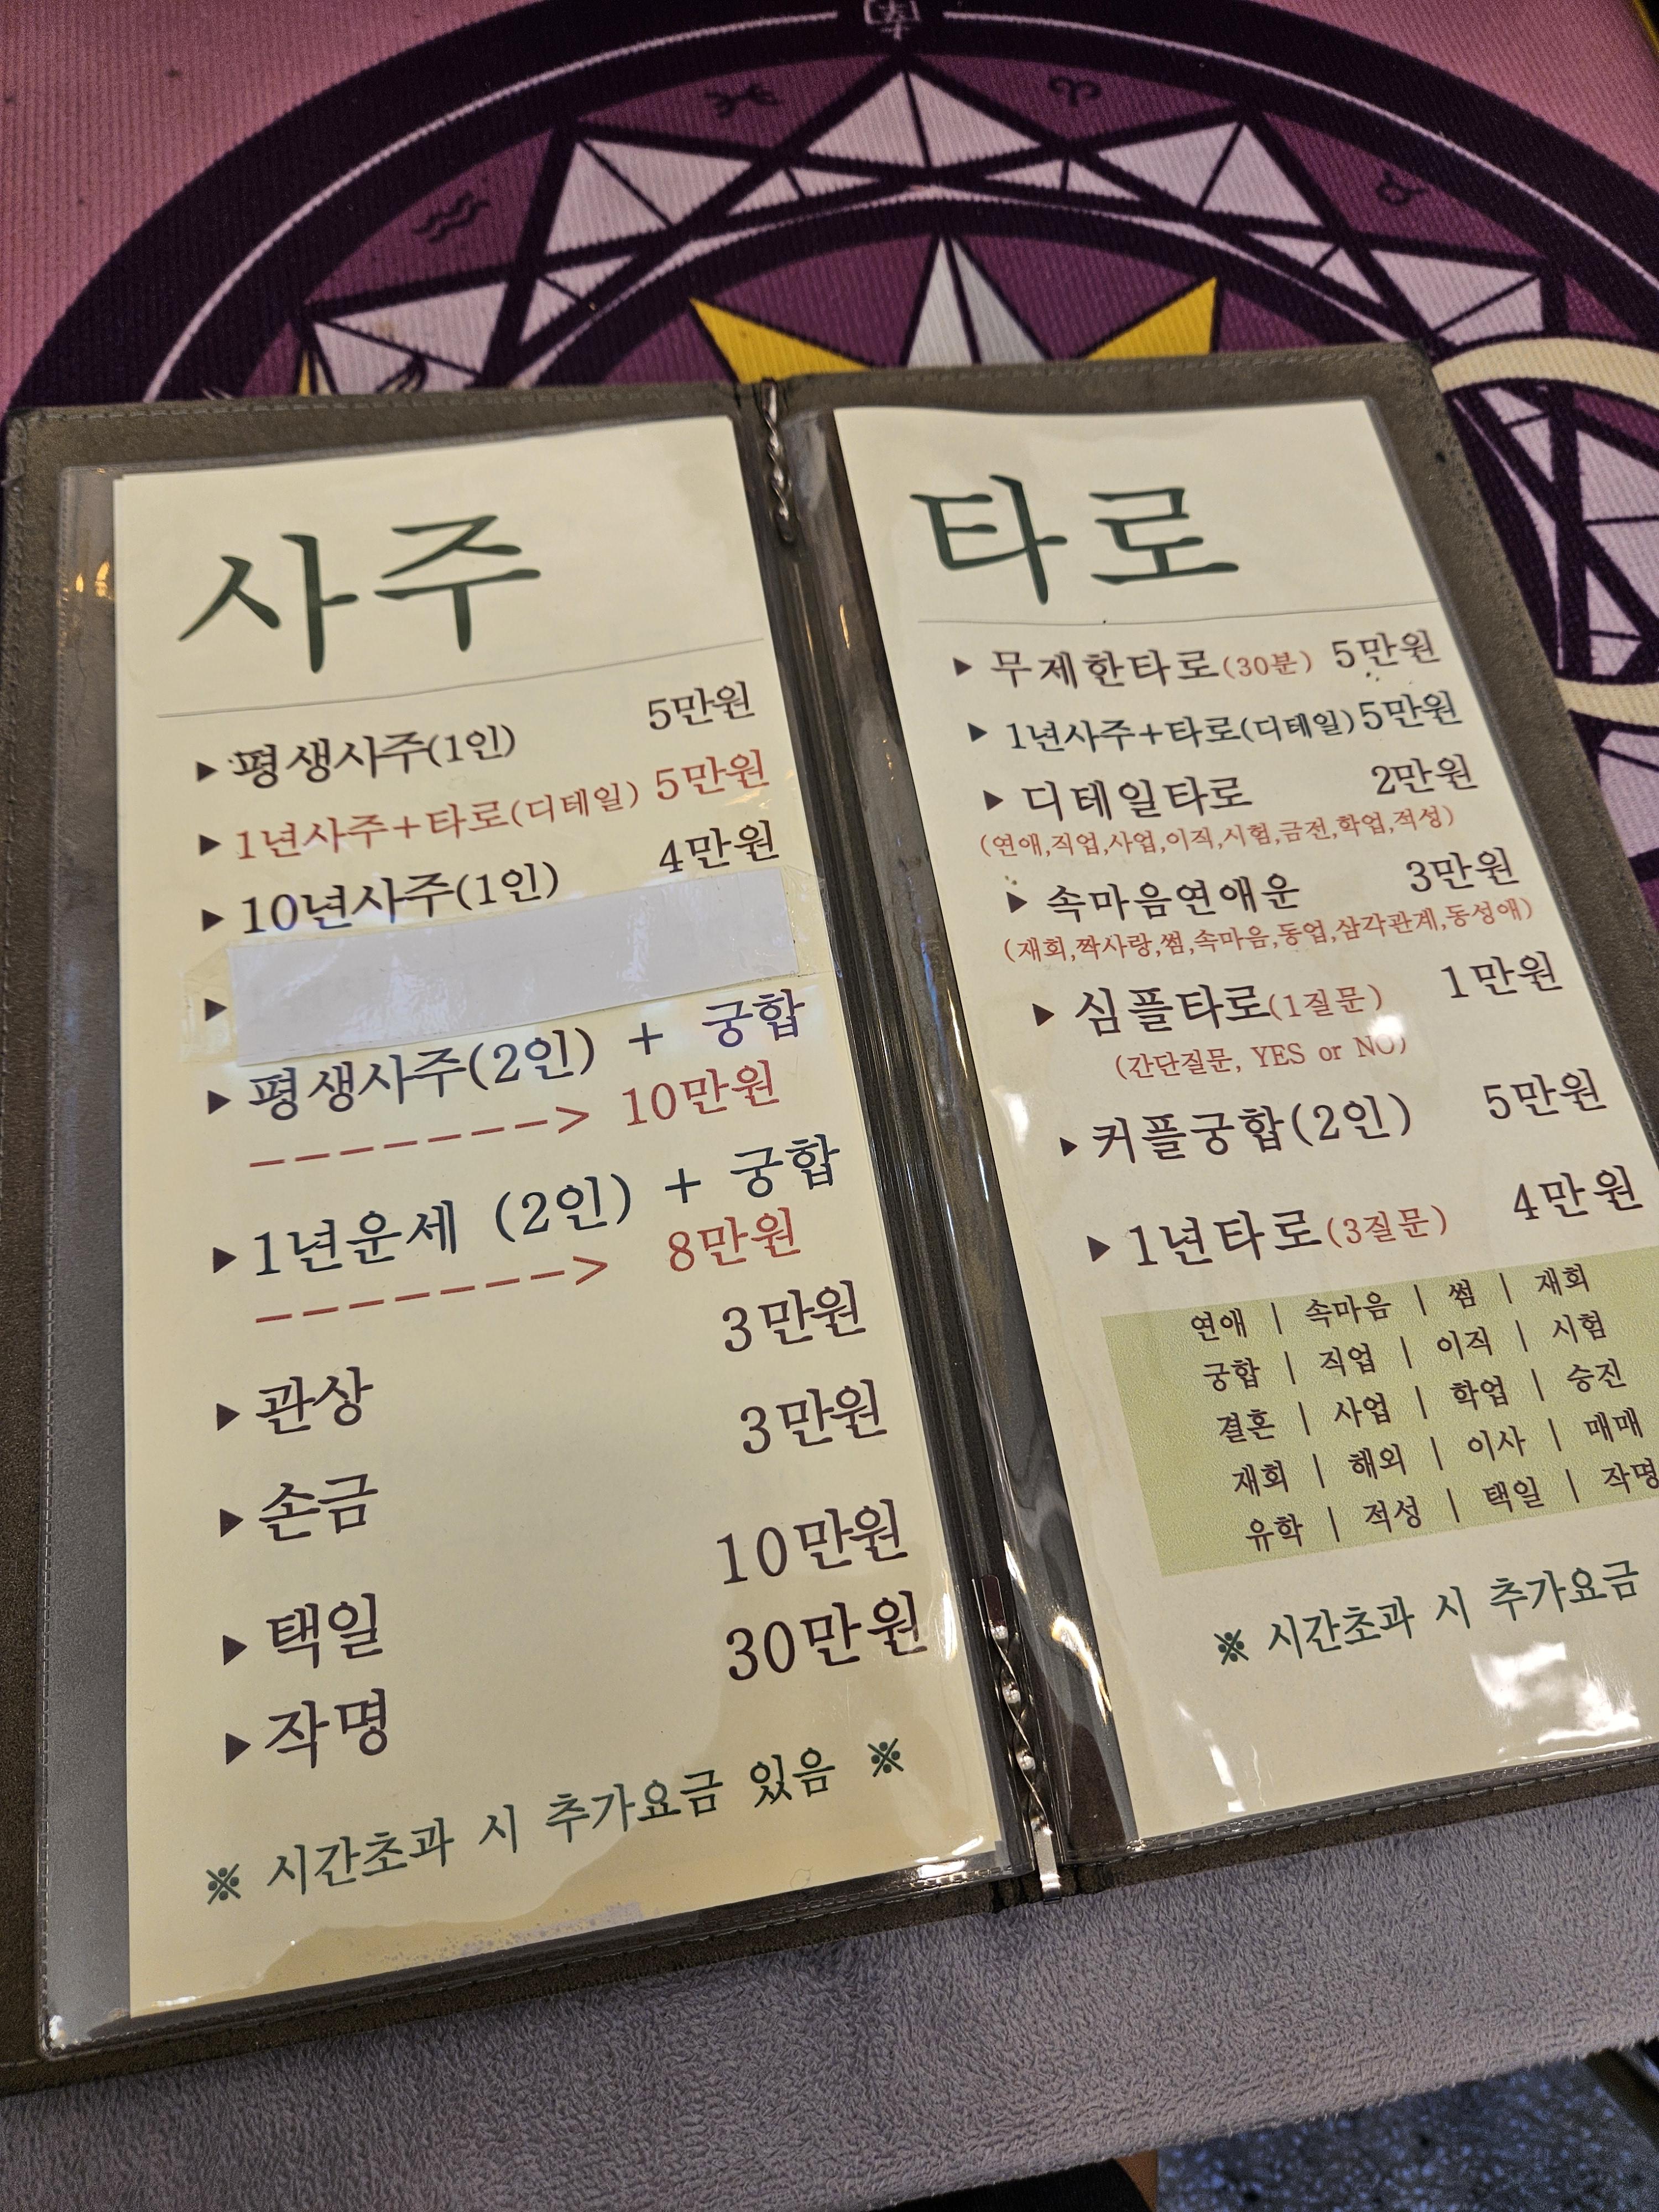 사주
▶ 평생사주(1인) 5만원
▶ 1년사주+타로(디테일) 5만원
▶ 10년사주(1인) 4만원
▶
▶ 평생사주(2인) + 궁합
-------> 10만원
▶ 1년운세 (2인) + 궁합
-------> 8만원
▶ 관상 3만원
▶ 손금 3만원
▶ 택일 10만원
▶ 작명 30만원
※ 시간초과 시 추가요금 있음 ※
타로
▶ 무제한타로(30분) 5만원
▶ 1년사주+타로(디테일) 5만원
▶ 디테일타로 2만원
(연애,직업,사업,이직,시험,금전,학업,적성)
▶ 속마음연애운 3만원
(재회,짝사랑,썸,속마음,동업,삼각관계,동성애)
▶ 심플타로(1질문) 1만원
(간단질문, YES or NO)
▶ 커플궁합(2인) 5만원
▶ 1년타로(3질문) 4만원
연애 | 속마음 | 썸 | 재회
궁합 | 직업 | 이직 | 시험
결혼 | 사업 | 학업 | 승진
재회 | 해외 | 이사 | 매매
유학 | 적성 | 택일 | 작명
※ 시간초과 시 추가요금